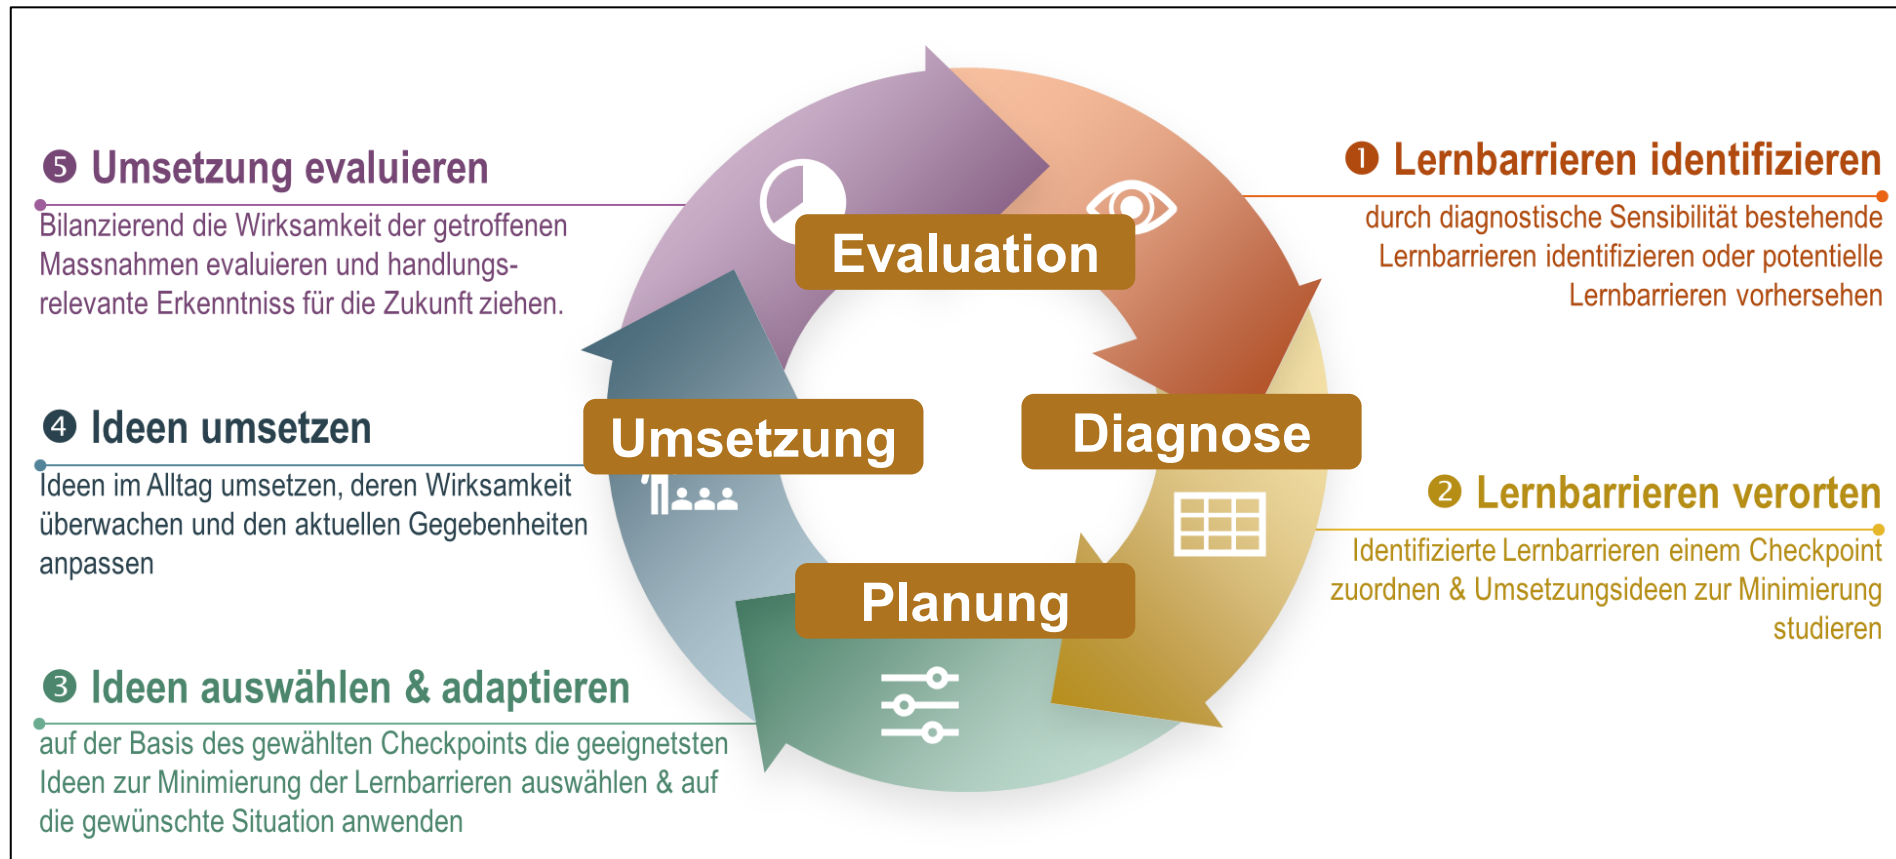 ❶ Lernbarrieren identifizieren
durch diagnostische Sensibilität bestehende
Lernbarrieren identifizieren oder potentielle
Lernbarrieren vorhersehen
❷ Lernbarrieren verorten
Identifizierte Lernbarrieren einem Checkpoint
zuordnen & Umsetzungsideen zur Minimierung
studieren
❸ Ideen auswählen & adaptieren
auf der Basis des gewählten Checkpoints die geeignetsten
Ideen zur Minimierung der Lernbarrieren auswählen & auf
die gewünschte Situation anwenden
❹ Ideen umsetzen
Ideen im Alltag umsetzen, deren Wirksamkeit
überwachen und den aktuellen Gegebenheiten
anpassen
❺ Umsetzung evaluieren
Bilanzierend die Wirksamkeit der getroffenen
Massnahmen evaluieren und handlungs-
relevante Erkenntniss für die Zukunft ziehen.
Evaluation
Diagnose
Planung
Umsetzung